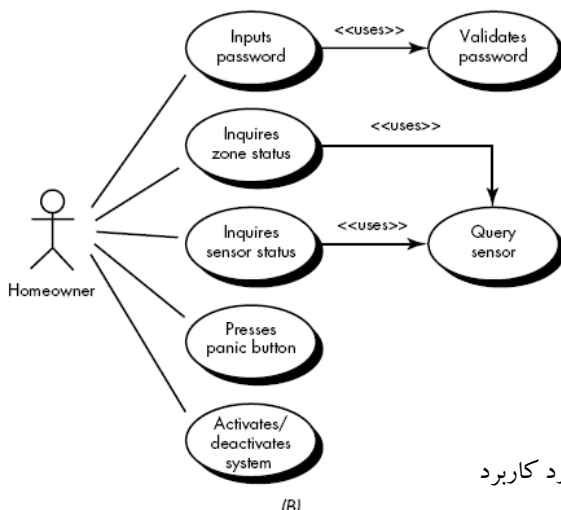 Inputs
password
<<uses>>
Validates
password
Inquires
zone status
<<uses>>
Inquires
sensor status
<<uses>>
Query
sensor
Homeowner
Presses
panic button
Activates/
deactivates
system
کاربرد
(B)